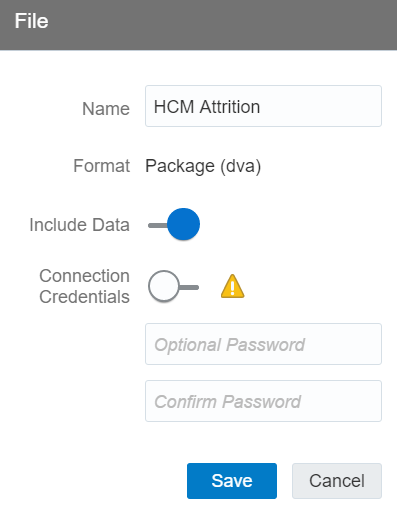 File
Name
HCM Attrition
Format
Package (dva)
Include Data
Connection
Credentials
Optional Password
Confirm Password
Save
Cancel